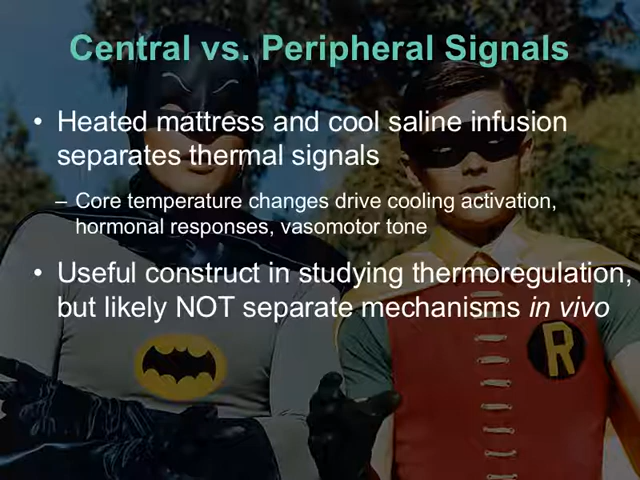 Central vs. Peripheral Signals
• Heated mattress and cool saline infusion
separates thermal signals
– Core temperature changes drive cooling activation,
hormonal responses, vasomotor tone
• Useful construct in studying thermoregulation,
but likely NOT separate mechanisms in vivo
R